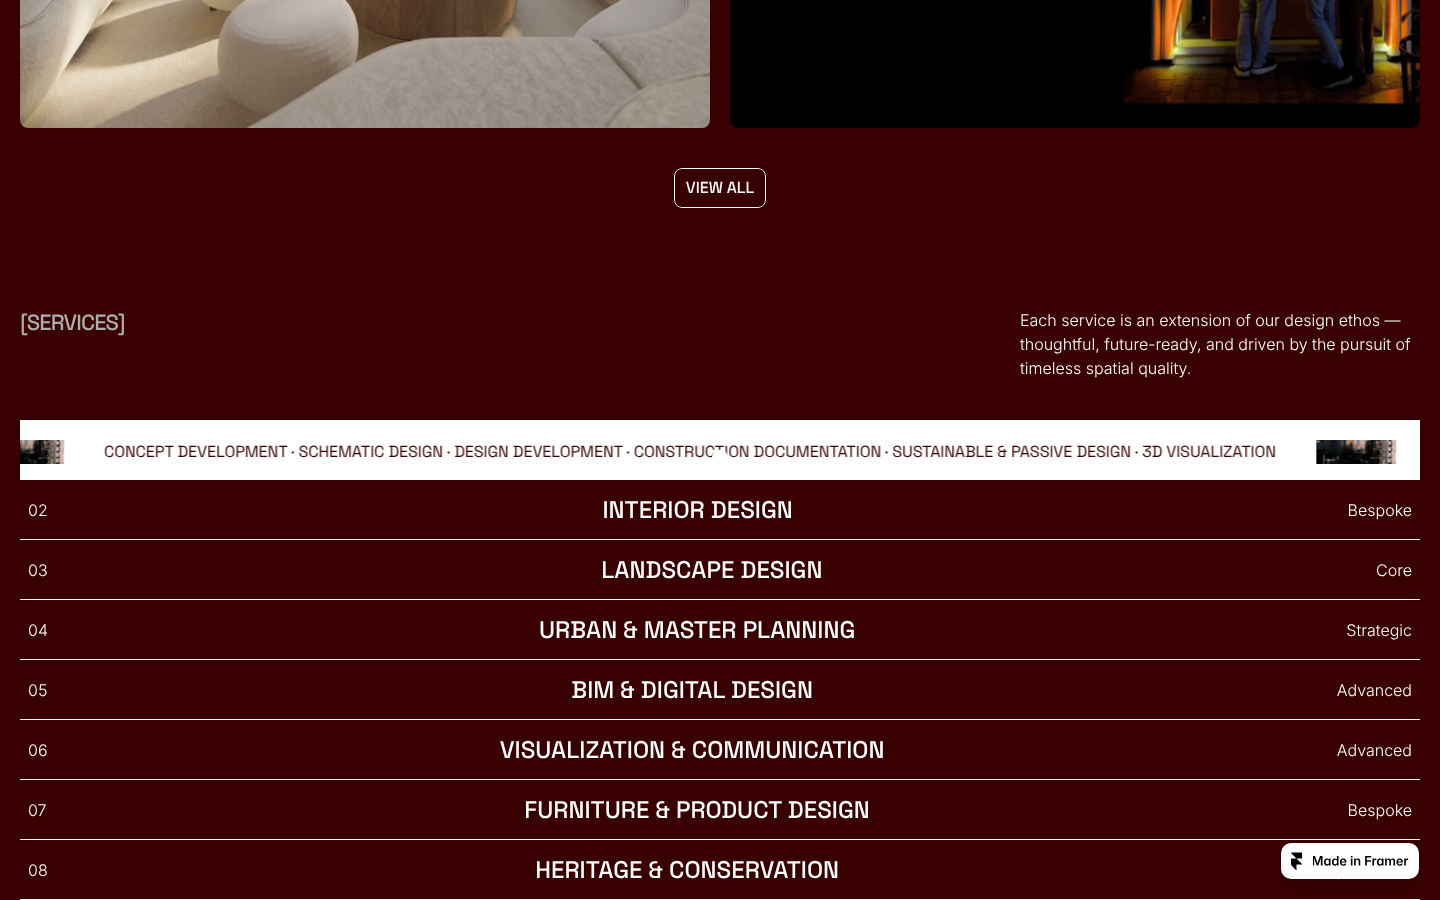 VIEW ALL
[SERVICES]
Each service is an extension of our design ethos —
thoughtful, future-ready, and driven by the pursuit of
timeless spatial quality.
CONCEPT DEVELOPMENT · SCHEMATIC DESIGN · DESIGN DEVELOPMENT · CONSTRUCTION DOCUMENTATION · SUSTAINABLE & PASSIVE DESIGN · 3D VISUALIZATION
02 INTERIOR DESIGN Bespoke
03 LANDSCAPE DESIGN Core
04 URBAN & MASTER PLANNING Strategic
05 BIM & DIGITAL DESIGN Advanced
06 VISUALIZATION & COMMUNICATION Advanced
07 FURNITURE & PRODUCT DESIGN Bespoke
08 HERITAGE & CONSERVATION
Made in Framer